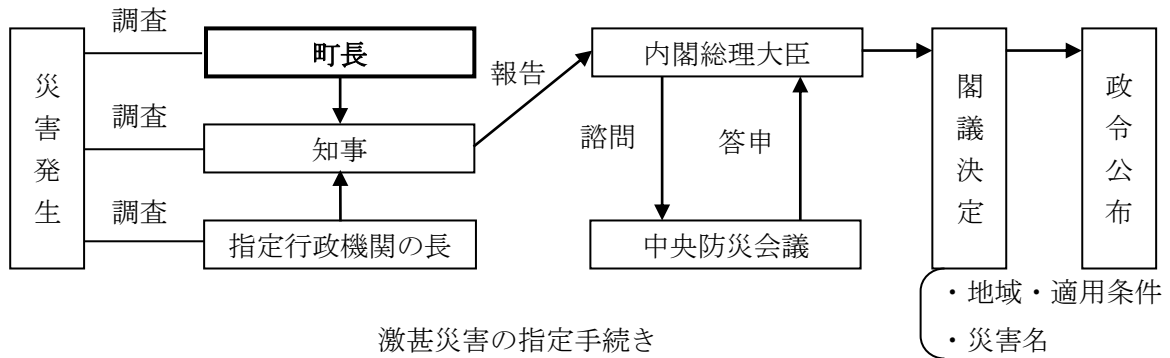 災害発生
調査
町長
調査
知事
調査
指定行政機関の長
報告
内閣総理大臣
諮問
答申
中央防災会議
閣議決定
政令公布
・地域・適用条件
・災害名
激甚災害の指定手続き